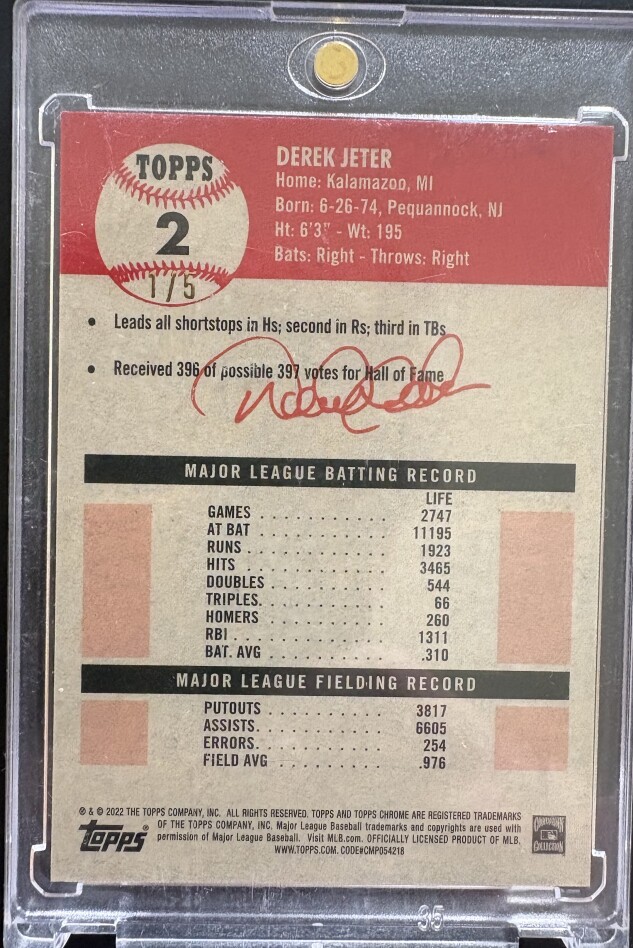 TOPPS
2
1/5
DEREK JETER
Home: Kalamazoo, MI
Born: 6-26-74, Pequannock, NJ
Ht: 6'3" - Wt: 195
Bats: Right - Throws: Right
• Leads all shortstops in Hs; second in Rs; third in TBs
• Received 396 of possible 397 votes for Hall of Fame
MAJOR LEAGUE BATTING RECORD
LIFE
GAMES . . . . . . . . . . . 2747
AT BAT . . . . . . . . . . . 11195
RUNS . . . . . . . . . . . . 1923
HITS . . . . . . . . . . . . 3465
DOUBLES . . . . . . . . . . 544
TRIPLES. . . . . . . . . . . 66
HOMERS . . . . . . . . . . 260
RBI . . . . . . . . . . . . . 1311
BAT. AVG . . . . . . . . . .310
MAJOR LEAGUE FIELDING RECORD
PUTOUTS . . . . . . . . . . 3817
ASSISTS. . . . . . . . . . . 6605
ERRORS. . . . . . . . . . . 254
FIELD AVG . . . . . . . . . .976
® & © 2022 THE TOPPS COMPANY, INC. ALL RIGHTS RESERVED. TOPPS AND TOPPS CHROME ARE REGISTERED TRADEMARKS
OF THE TOPPS COMPANY, INC. Major League Baseball trademarks and copyrights are used with
permission of Major League Baseball. Visit MLB.com. OFFICIALLY LICENSED PRODUCT OF MLB.
WWW.TOPPS.COM. CODE#CMP054218
Topps®
COOPERSTOWN
COLLECTION
35